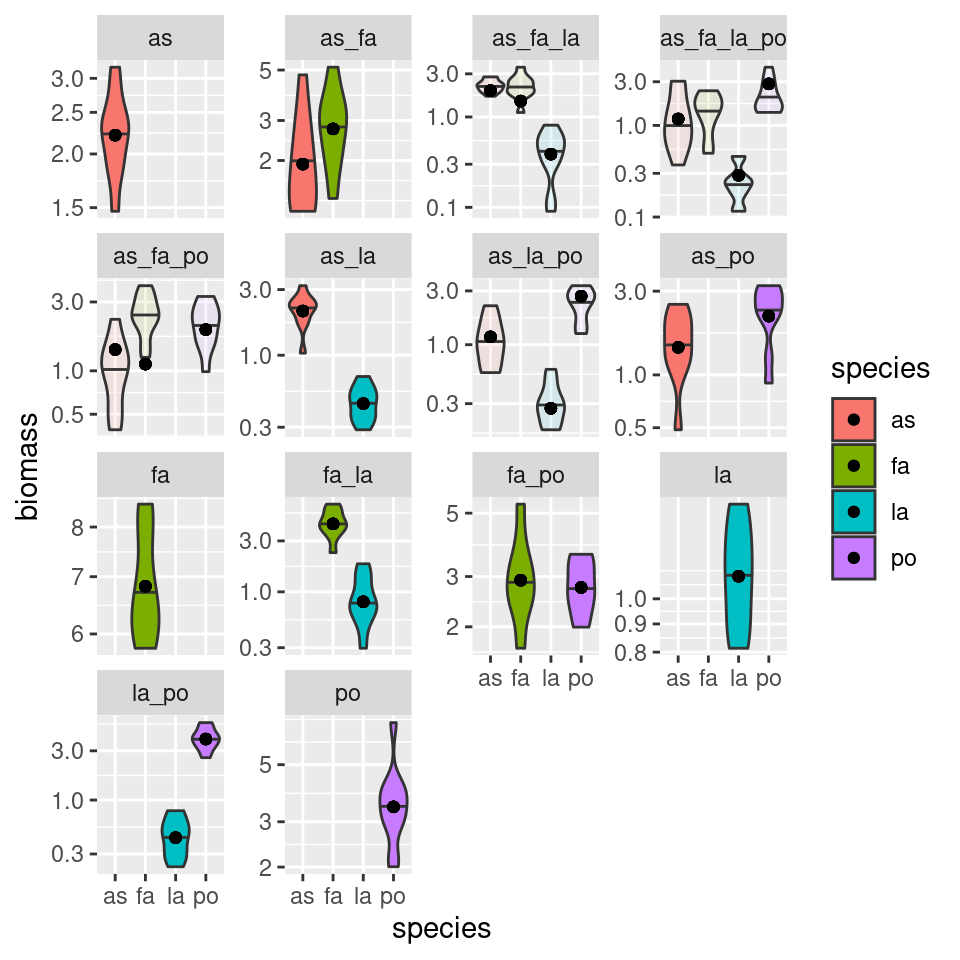 as
as_fa
as_fa_la
as_fa_la_po
3.0
2.5
2.0
1.5
5
3
2
3.0
1.0
0.3
0.1
3.0
1.0
0.3
0.1
as_fa_po
as_la
as_la_po
as_po
3.0
1.0
0.5
3.0
1.0
0.3
3.0
1.0
0.3
3.0
1.0
0.5
fa
fa_la
fa_po
la
8
7
6
3.0
1.0
0.3
5
3
2
1.0
0.9
0.8
as fa la po
as fa la po
la_po
po
3.0
1.0
0.3
5
3
2
as fa la po
as fa la po
species
biomass
species
as
fa
la
po